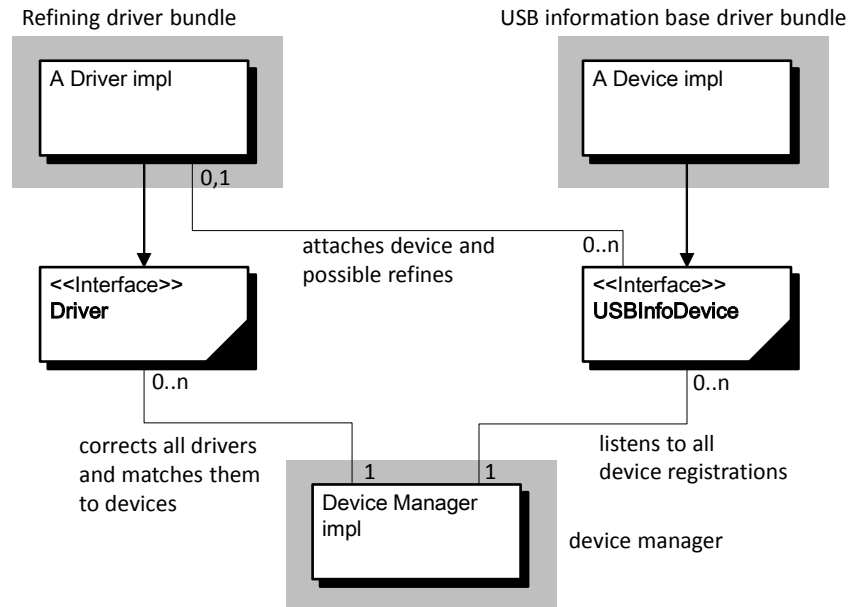 Refining driver bundle
USB information base driver bundle
A Driver impl
A Device impl
0,1
attaches device and
possible refines
0..n
<<Interface>>
Driver
<<Interface>>
USBInfoDevice
0..n
0..n
corrects all drivers
and matches them
to devices
listens to all
device registrations
1
1
Device Manager
impl
device manager